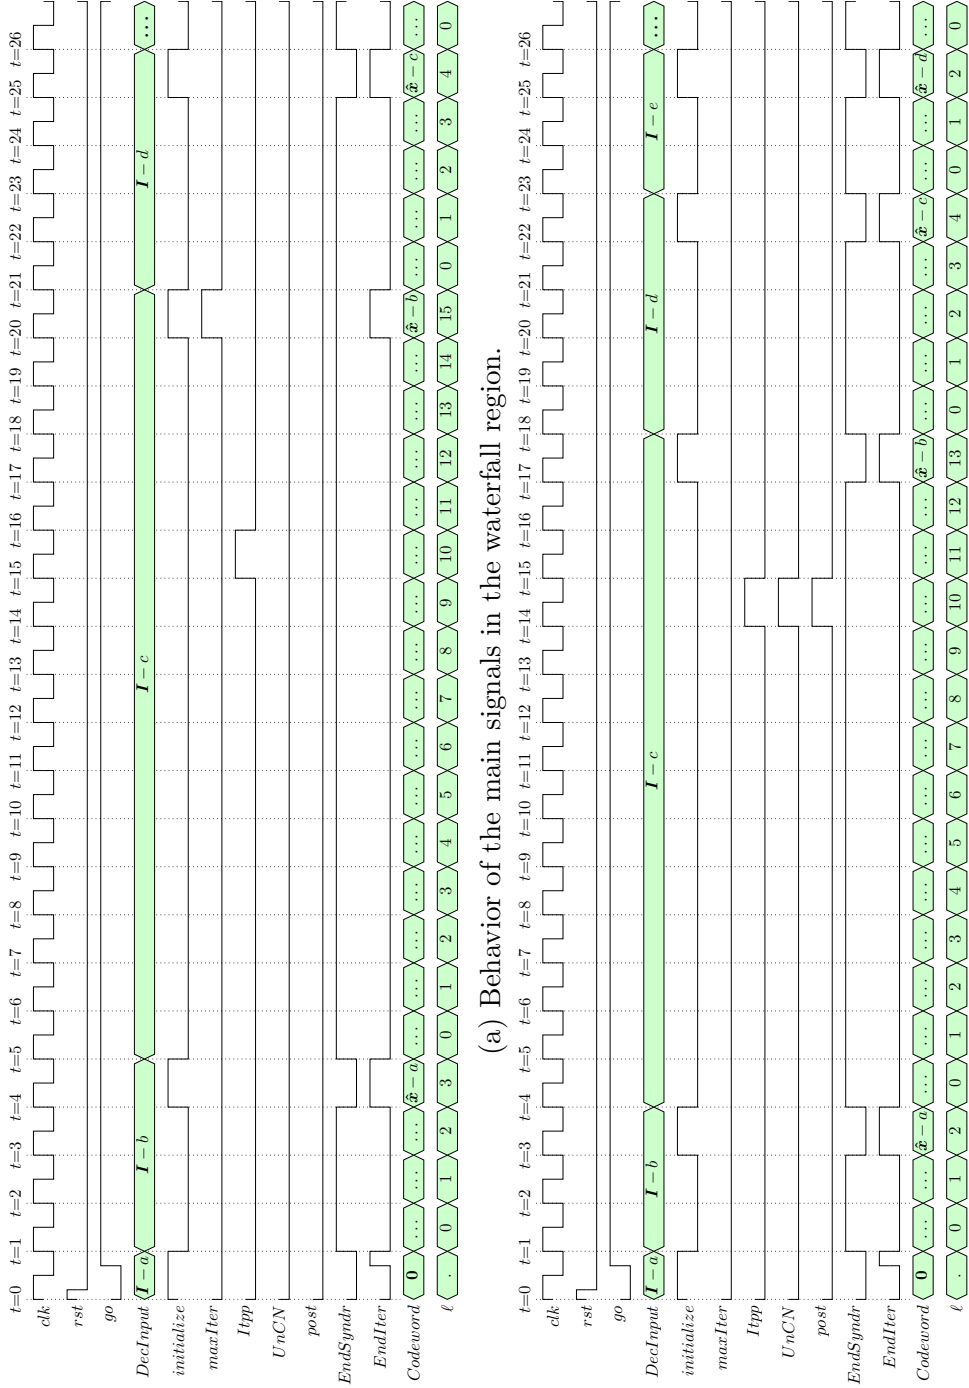 t=0 t=1 t=2 t=3 t=4 t=5 t=6 t=7 t=8 t=9 t=10 t=11 t=12 t=13 t=14 t=15 t=16 t=17 t=18 t=19 t=20 t=21 t=22 t=23 t=24 t=25 t=26
clk
rst
go
DecInput I−a I−b I−c I−d ...
initialize
maxIter
Itpp
UnCN
post
EndSyndr
EndIter
Codeword 0 ... ... ... x̂−a ... ... ... ... ... ... ... ... ... ... ... ... ... ... ... x̂−b ... ... ... ... x̂−c ...
ℓ . 0 1 2 3 0 1 2 3 4 5 6 7 8 9 10 11 12 13 14 15 0 1 2 3 4 0
(a) Behavior of the main signals in the waterfall region.
t=0 t=1 t=2 t=3 t=4 t=5 t=6 t=7 t=8 t=9 t=10 t=11 t=12 t=13 t=14 t=15 t=16 t=17 t=18 t=19 t=20 t=21 t=22 t=23 t=24 t=25 t=26
clk
rst
go
DecInput I−a I−b I−c I−d I−e ...
initialize
maxIter
Itpp
UnCN
post
EndSyndr
EndIter
Codeword 0 ... ... x̂−a ... ... ... ... ... ... ... ... ... ... ... ... ... x̂−b ... ... ... ... x̂−c ... ... x̂−d ...
ℓ . 0 1 2 0 1 2 3 4 5 6 7 8 9 10 11 12 13 0 1 2 3 4 0 1 2 0